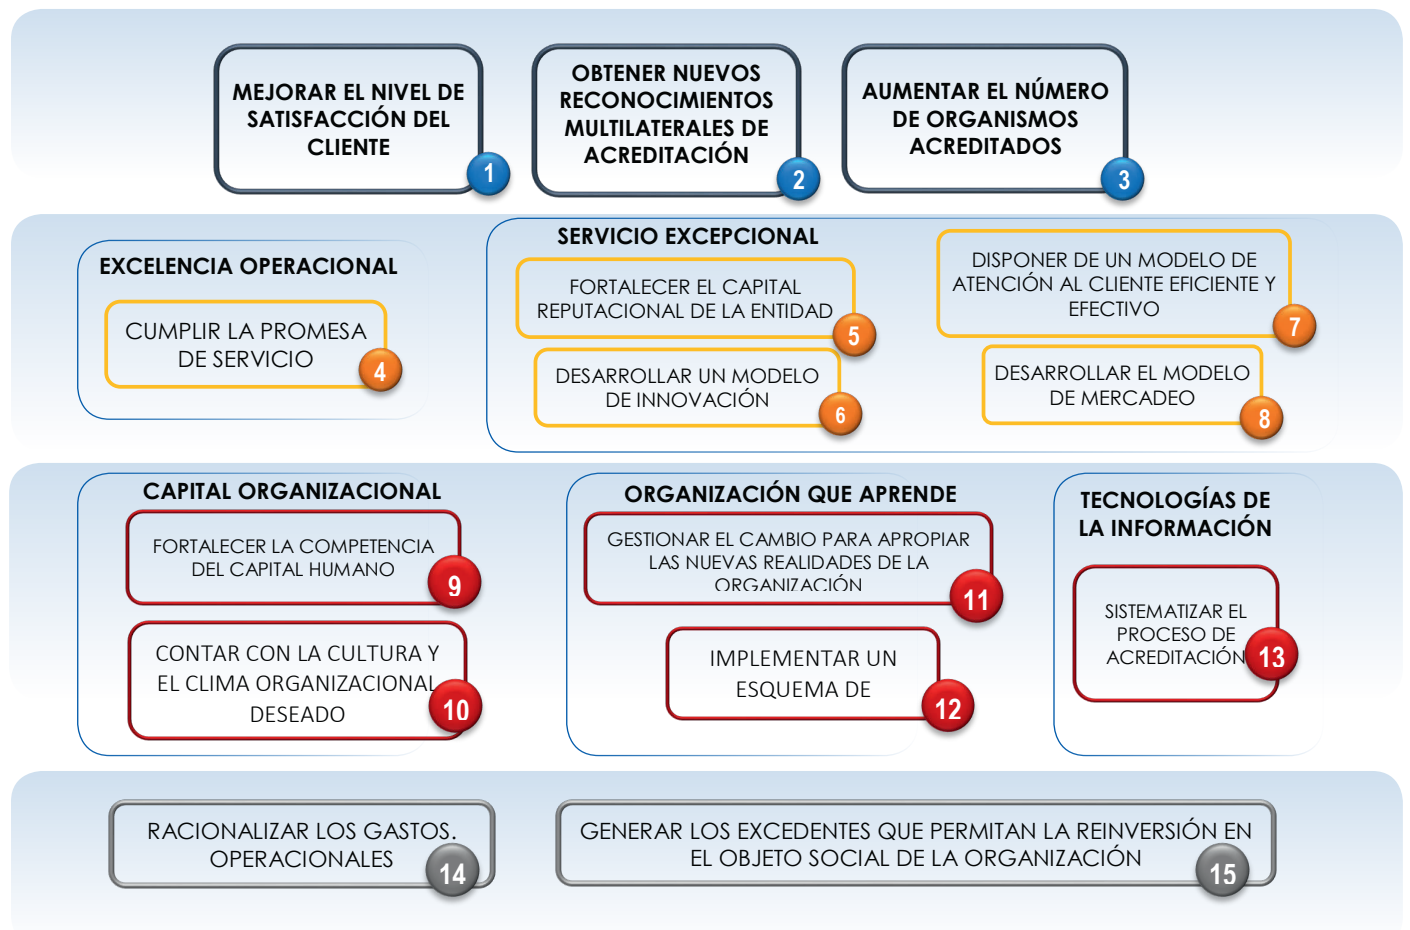 MEJORAR EL NIVEL DE
SATISFACCIÓN DEL
CLIENTE
1
OBTENER NUEVOS
RECONOCIMIENTOS
MULTILATERALES DE
ACREDITACIÓN
2
AUMENTAR EL NÚMERO
DE ORGANISMOS
ACREDITADOS
3
EXCELENCIA OPERACIONAL
CUMPLIR LA PROMESA
DE SERVICIO
4
SERVICIO EXCEPCIONAL
FORTALECER EL CAPITAL
REPUTACIONAL DE LA ENTIDAD
5
DESARROLLAR UN MODELO
DE INNOVACIÓN
6
DISPONER DE UN MODELO DE
ATENCIÓN AL CLIENTE EFICIENTE Y
EFECTIVO
7
DESARROLLAR EL MODELO
DE MERCADEO
8
CAPITAL ORGANIZACIONAL
FORTALECER LA COMPETENCIA
DEL CAPITAL HUMANO
9
CONTAR CON LA CULTURA Y
EL CLIMA ORGANIZACIONAL
DESEADO
10
ORGANIZACIÓN QUE APRENDE
GESTIONAR EL CAMBIO PARA APROPIAR
LAS NUEVAS REALIDADES DE LA
ORGANIZACIÓN
11
IMPLEMENTAR UN
ESQUEMA DE
12
TECNOLOGÍAS DE
LA INFORMACIÓN
SISTEMATIZAR EL
PROCESO DE
ACREDITACIÓN
13
RACIONALIZAR LOS GASTOS.
OPERACIONALES
14
GENERAR LOS EXCEDENTES QUE PERMITAN LA REINVERSIÓN EN
EL OBJETO SOCIAL DE LA ORGANIZACIÓN
15